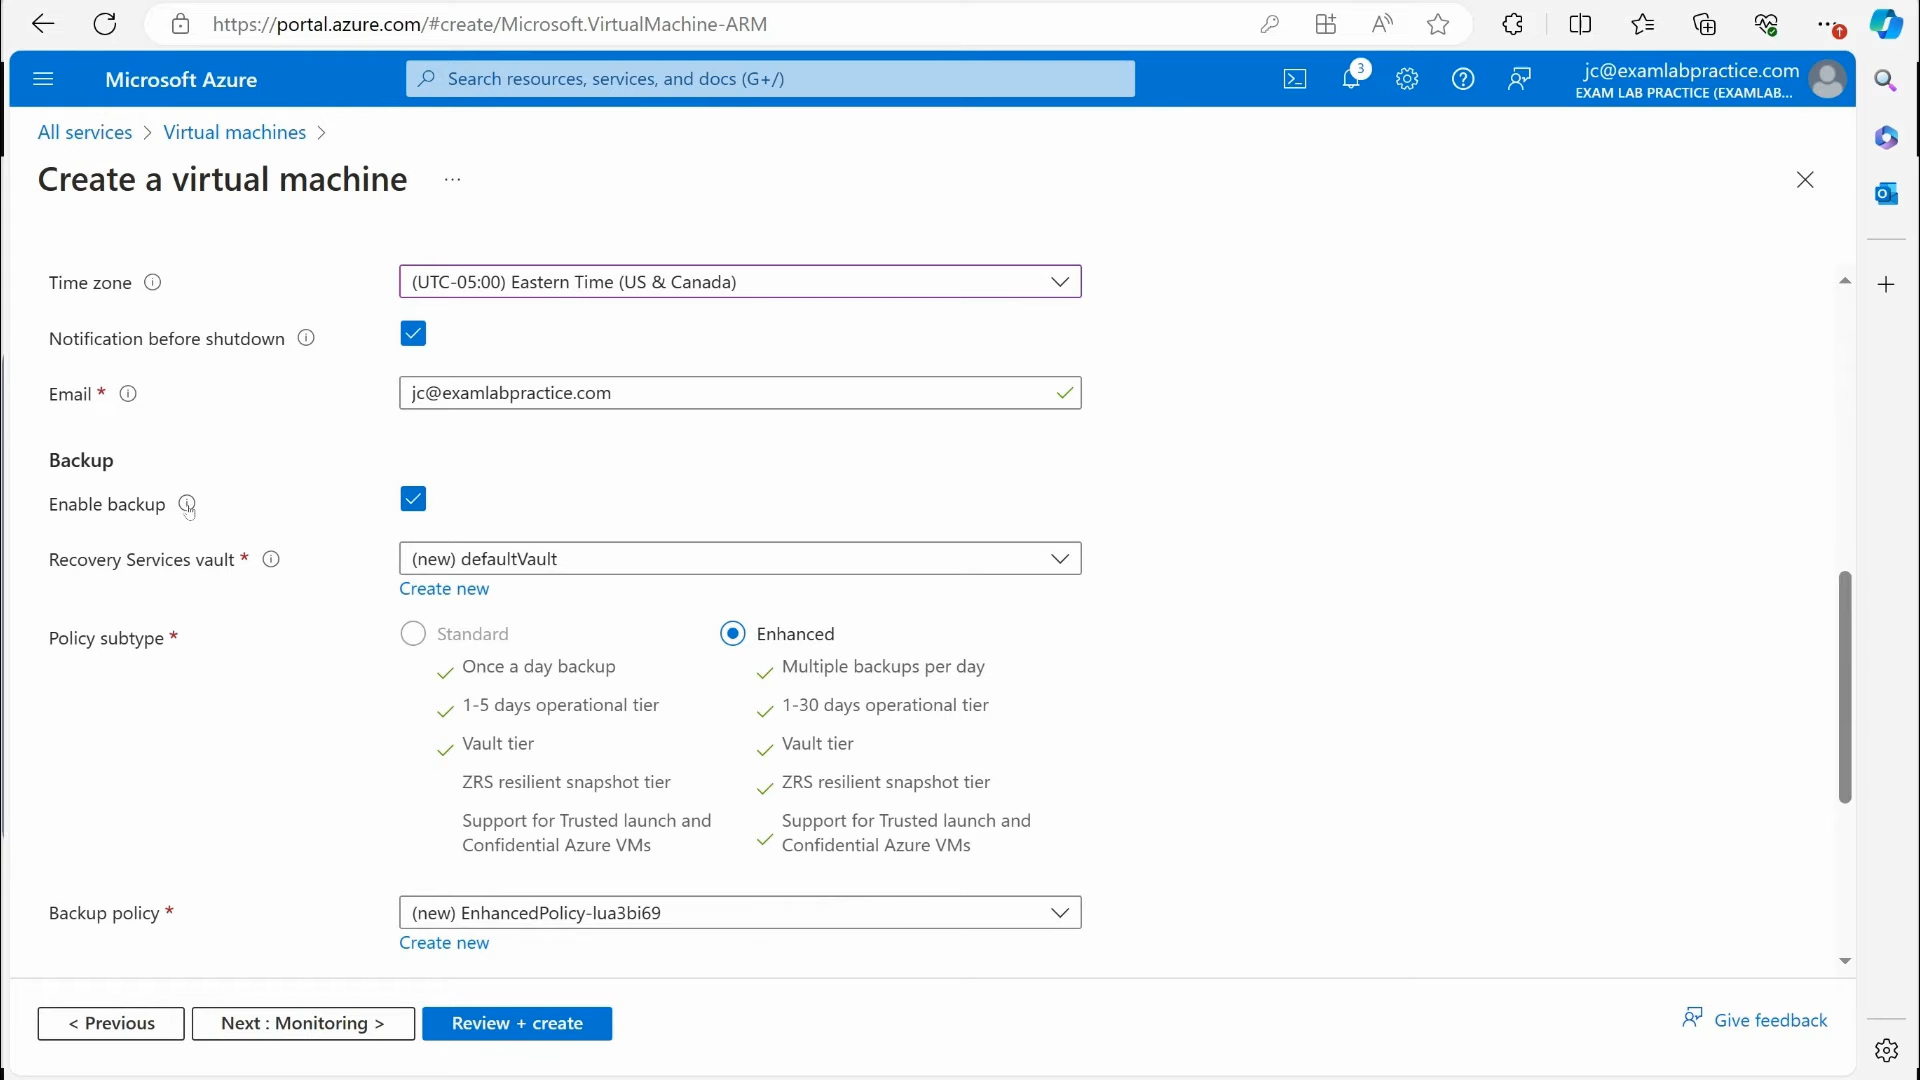 https://portal.azure.com/#create/Microsoft.VirtualMachine-ARM
Microsoft Azure
Search resources, services, and docs (G+/)
3
jc@examlabpractice.com
EXAM LAB PRACTICE (EXAMLAB...
All services > Virtual machines >
Create a virtual machine ...
Time zone
(UTC-05:00) Eastern Time (US & Canada)
Notification before shutdown
Email *
jc@examlabpractice.com
Backup
Enable backup
Recovery Services vault *
(new) defaultVault
Create new
Policy subtype *
Standard
Once a day backup
1-5 days operational tier
Vault tier
ZRS resilient snapshot tier
Support for Trusted launch and
Confidential Azure VMs
Enhanced
Multiple backups per day
1-30 days operational tier
Vault tier
ZRS resilient snapshot tier
Support for Trusted launch and
Confidential Azure VMs
Backup policy *
(new) EnhancedPolicy-lua3bi69
Create new
< Previous
Next : Monitoring >
Review + create
Give feedback